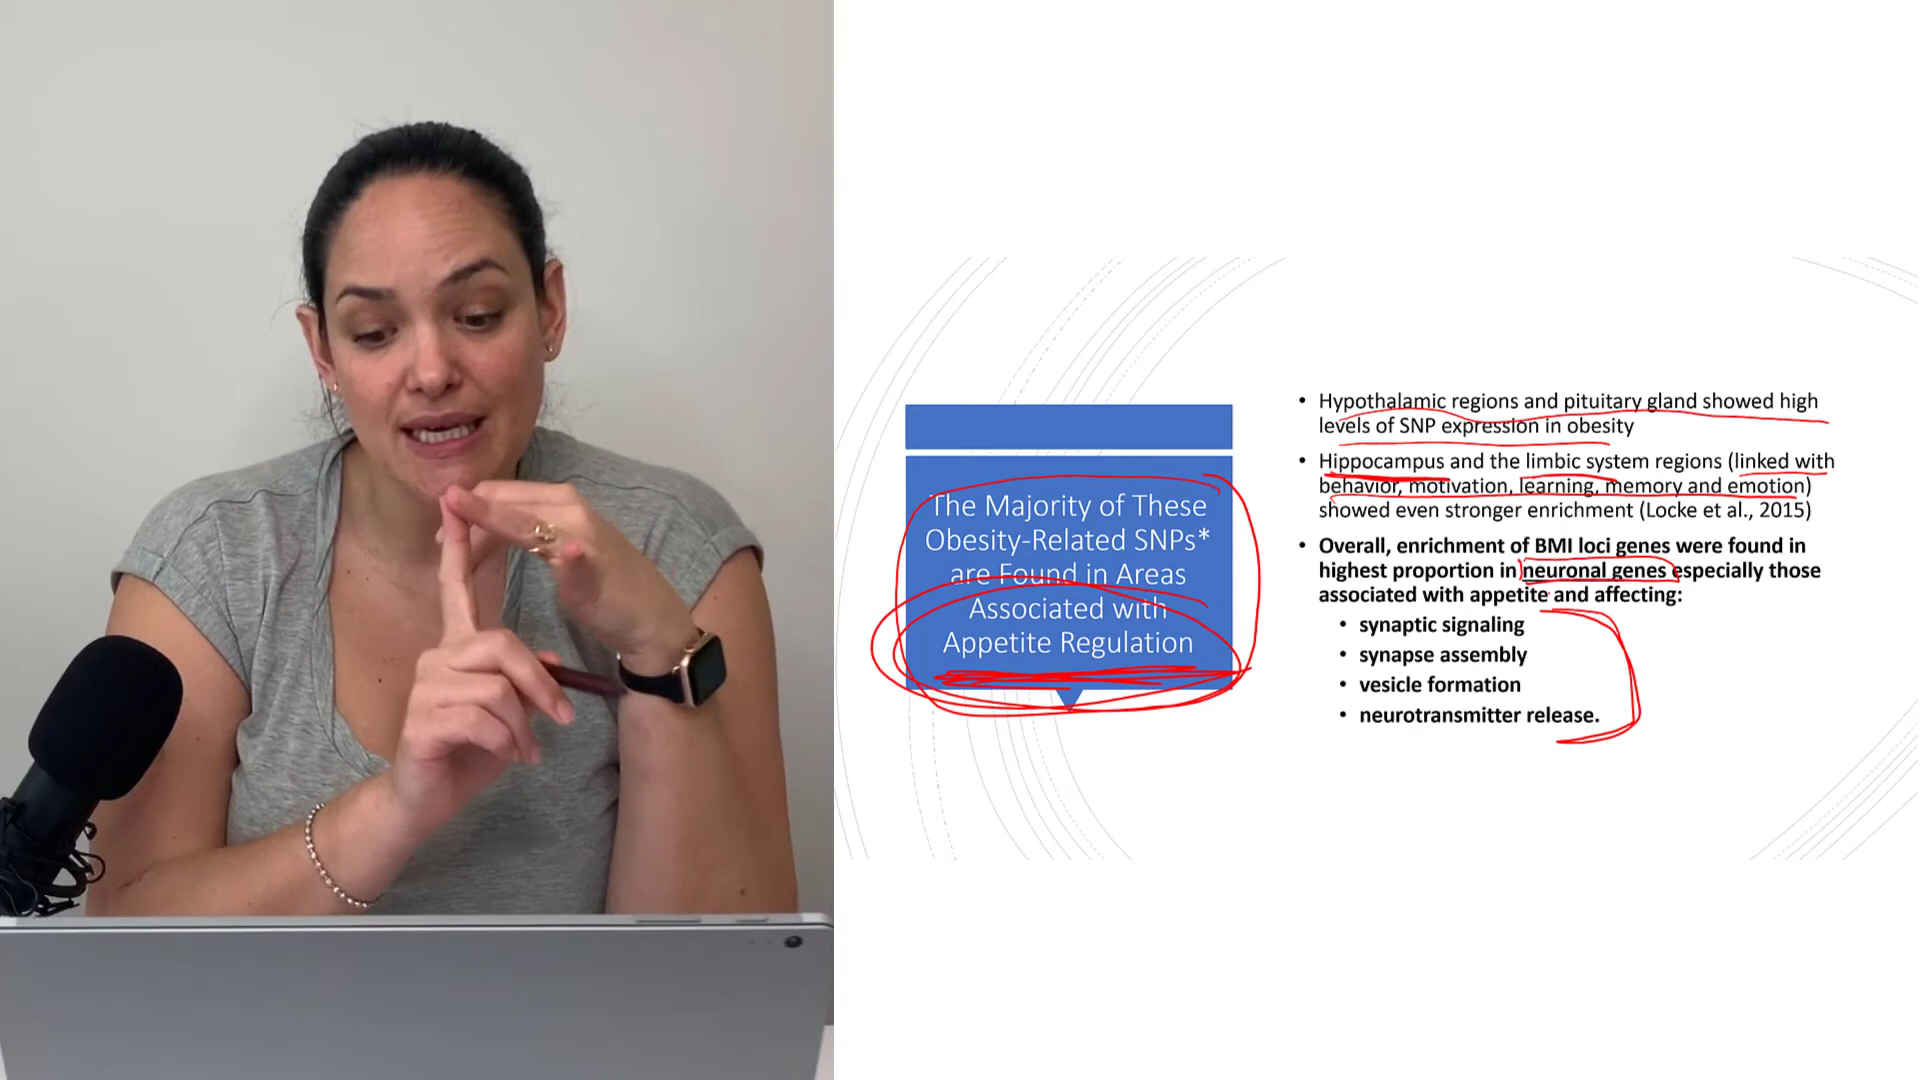 The Majority of These
Obesity-Related SNPs*
are Found in Areas
Associated with
Appetite Regulation
• Hypothalamic regions and pituitary gland showed high
levels of SNP expression in obesity
• Hippocampus and the limbic system regions (linked with
behavior, motivation, learning, memory and emotion)
showed even stronger enrichment (Locke et al., 2015)
• Overall, enrichment of BMI loci genes were found in
highest proportion in neuronal genes especially those
associated with appetite and affecting:
• synaptic signaling
• synapse assembly
• vesicle formation
• neurotransmitter release.